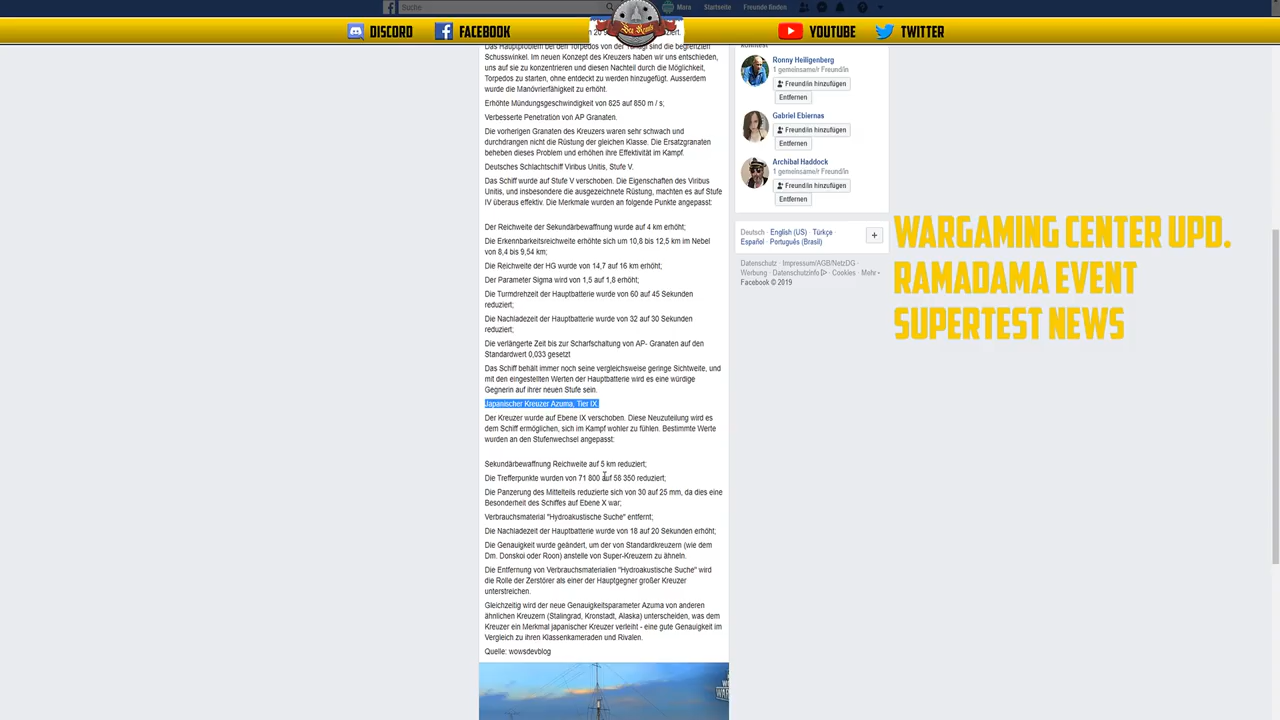 Suche
Mara
Startseite
Freunde finden
DISCORD
FACEBOOK
Sea Rends
YOUTUBE
TWITTER
Das Hauptproblem bei den Torpedos von der sind die begrenzten
Schusswinkel. Im neuen Konzept des Kreuzers haben wir uns entschieden,
uns auf sie zu konzentrieren und diesen Nachteil durch die Möglichkeit,
Torpedos zu starten, ohne entdeckt zu werden hinzugefügt. Ausserdem
wurde die Manövrierfähigkeit zu erhöht.
Erhöhte Mündungsgeschwindigkeit von 825 auf 850 m / s;
Verbesserte Penetration von AP Granaten.
Die vorherigen Granaten des Kreuzers waren sehr schwach und
durchdrangen nicht die Rüstung der gleichen Klasse. Die Ersatzgranaten
beheben dieses Problem und erhöhen ihre Effektivität im Kampf.
Deutsches Schlachtschiff Viribus Unitis, Stufe V.
Das Schiff wurde auf Stufe V verschoben. Die Eigenschaften des Viribus
Unitis, und insbesondere die ausgezeichnete Rüstung, machten es auf Stufe
IV überaus effektiv. Die Merkmale wurden an folgende Punkte angepasst:
Der Reichweite der Sekundärbewaffnung wurde auf 4 km erhöht;
Die Erkennbarkeitsreichweite erhöhte sich um 10,8 bis 12,5 km im Nebel
von 8,4 bis 9,54 km;
Die Reichweite der HG wurde von 14,7 auf 16 km erhöht;
Der Parameter Sigma wird von 1,5 auf 1,8 erhöht;
Die Turmdrehzeit der Hauptbatterie wurde von 60 auf 45 Sekunden
reduziert;
Die Nachladezeit der Hauptbatterie wurde von 32 auf 30 Sekunden
reduziert;
Die verlängerte Zeit bis zur Scharfschaltung von AP- Granaten auf den
Standardwert 0,033 gesetzt
Das Schiff behält immer noch seine vergleichsweise geringe Sichtweite, und
mit den eingestellten Werten der Hauptbatterie wird es eine würdige
Gegnerin auf ihrer neuen Stufe sein.
Japanischer Kreuzer Azuma, Tier IX.
Der Kreuzer wurde auf Ebene IX verschoben. Diese Neuzuteilung wird es
dem Schiff ermöglichen, sich im Kampf wohler zu fühlen. Bestimmte Werte
wurden an den Stufenwechsel angepasst:
Sekundärbewaffnung Reichweite auf 5 km reduziert;
Die Trefferpunkte wurden von 71 800 auf 58 350 reduziert;
Die Panzerung des Mittelteils reduzierte sich von 30 auf 25 mm, da dies eine
Besonderheit des Schiffes auf Ebene X war;
Verbrauchsmaterial "Hydroakustische Suche" entfernt;
Die Nachladezeit der Hauptbatterie wurde von 18 auf 20 Sekunden erhöht;
Die Genauigkeit wurde geändert, um der von Standardkreuzern (wie dem
Dm. Donskoi oder Roon) anstelle von Super-Kreuzern zu ähneln.
Die Entfernung von Verbrauchsmaterialien "Hydroakustische Suche" wird
die Rolle der Zerstörer als einer der Hauptgegner großer Kreuzer
unterstreichen.
Gleichzeitig wird der neue Genauigkeitsparameter Azuma von anderen
ähnlichen Kreuzern (Stalingrad, Kronstadt, Alaska) unterscheiden, was dem
Kreuzer ein Merkmal japanischer Kreuzer verleiht - eine gute Genauigkeit im
Vergleich zu ihren Klassenkameraden und Rivalen.
Quelle: wowsdevblog
Ronny Heiligenberg
1 gemeinsame/r Freund/in
Freund/in hinzufügen
Entfernen
Gabriel Ebiernas
Freund/in hinzufügen
Entfernen
Archibal Haddock
1 gemeinsame/r Freund/in
Freund/in hinzufügen
Entfernen
Deutsch · English (US) · Türkçe ·
Español · Português (Brasil)
Datenschutz · Impressum/AGB/NetzDG ·
Werbung · Datenschutzinfo · Cookies · Mehr
Facebook © 2019
WARGAMING CENTER UPD.
RAMADAMA EVENT
SUPERTEST NEWS